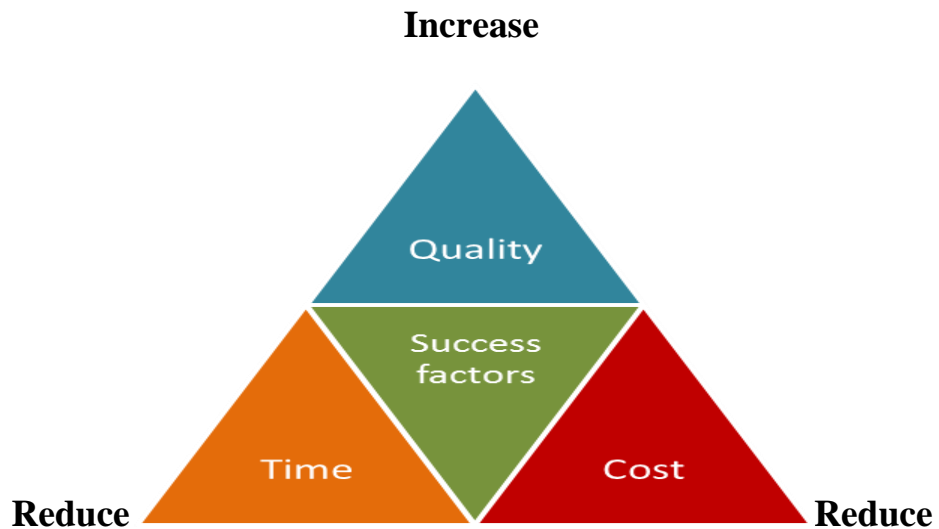 Increase
Quality
Success
factors
Time
Cost
Reduce
Reduce